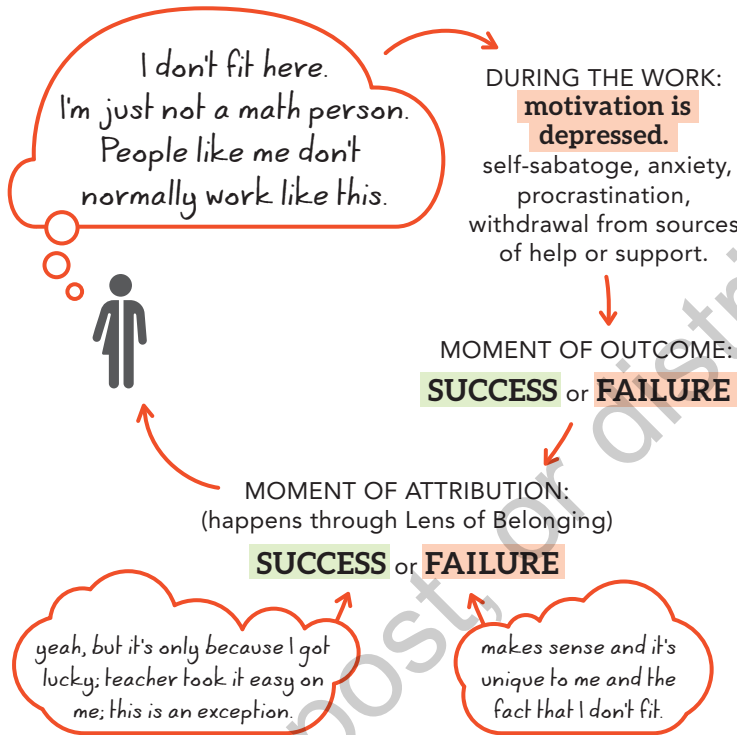 I don't fit here.
I'm just not a math person.
People like me don't
normally work like this.
DURING THE WORK:
motivation is
depressed.
self-sabatoge, anxiety,
procrastination,
withdrawal from sources
of help or support.
MOMENT OF OUTCOME:
SUCCESS or FAILURE
MOMENT OF ATTRIBUTION:
(happens through Lens of Belonging)
SUCCESS or FAILURE
yeah, but it's only because I got
lucky; teacher took it easy on
me; this is an exception.
makes sense and it's
unique to me and the
fact that I don't fit.
post, or distri